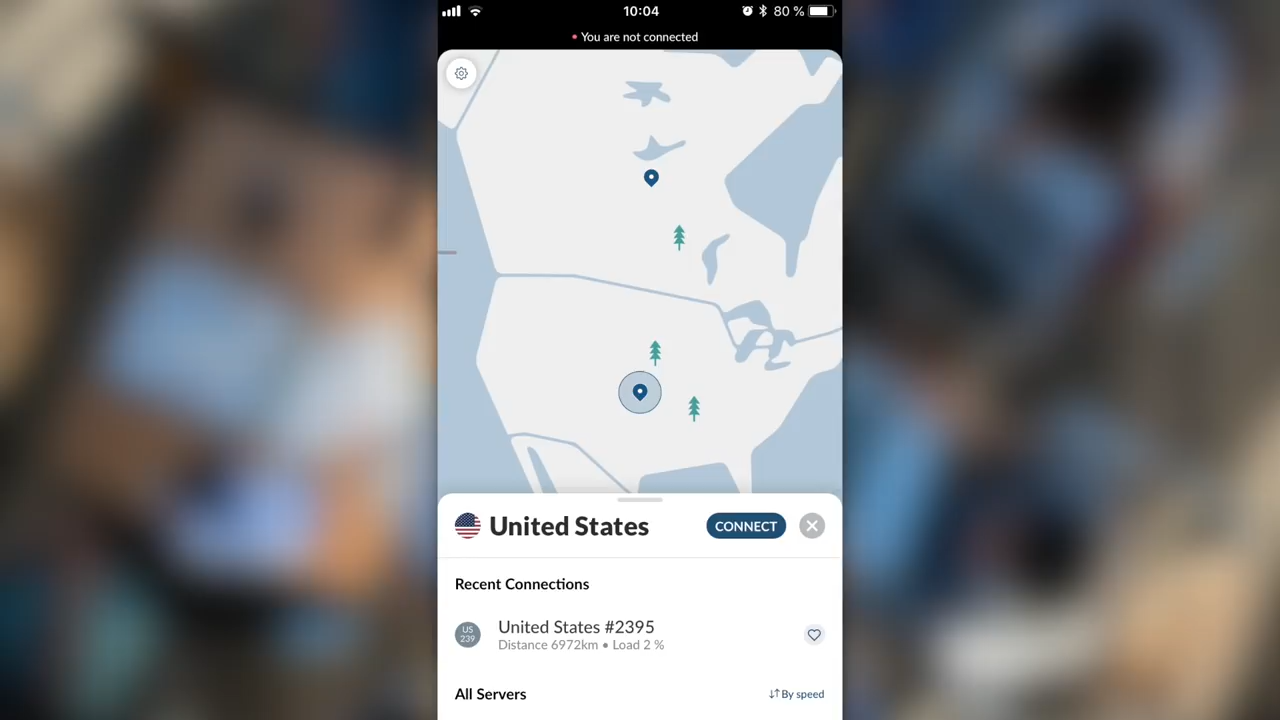 10:04
80 %
You are not connected
United States
CONNECT
Recent Connections
US
239
United States #2395
Distance 6972km • Load 2 %
All Servers
By speed